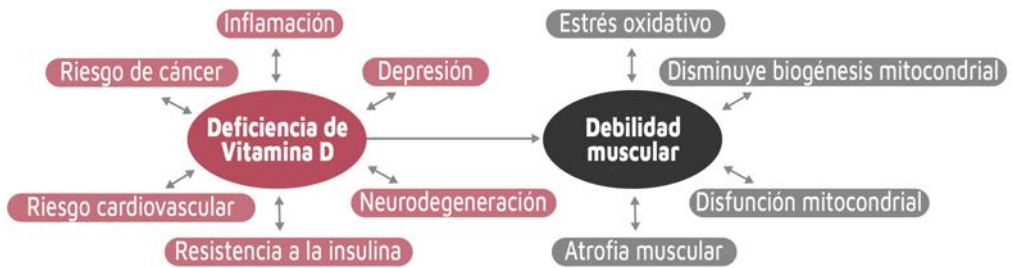 Inflamación
Estrés oxidativo
Riesgo de cáncer
Depresión
Disminuye biogénesis mitocondrial
Deficiencia de
Vitamina D
Debilidad
muscular
Riesgo cardiovascular
Neurodegeneración
Disfunción mitocondrial
Resistencia a la insulina
Atrofia muscular